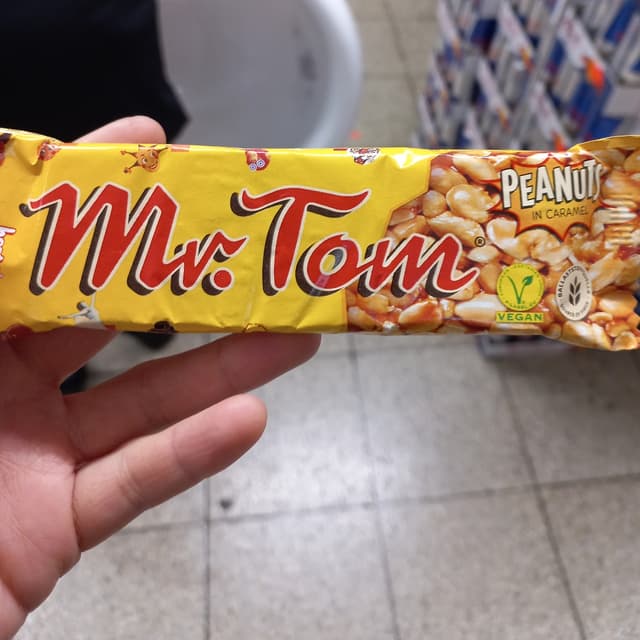 Mr. Tom®
PEANUTS
IN CARAMEL
VEGAN